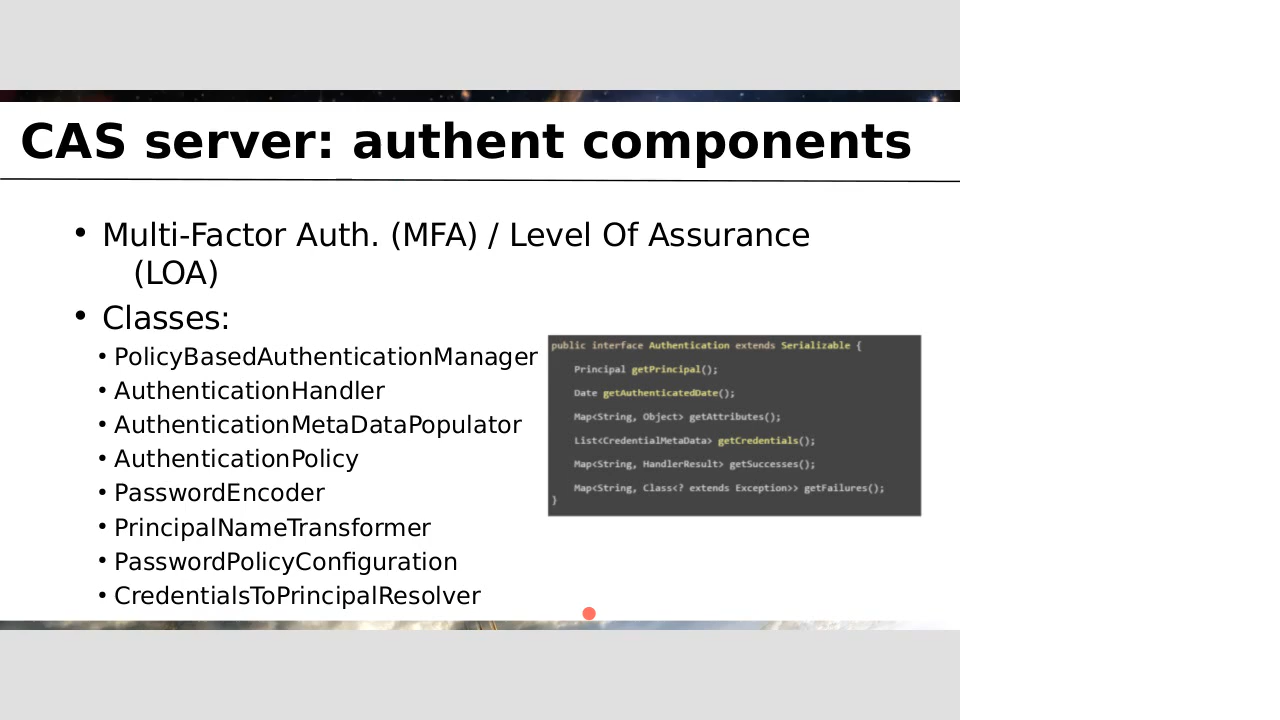 CAS server: authent components
• Multi-Factor Auth. (MFA) / Level Of Assurance
(LOA)
• Classes:
• PolicyBasedAuthenticationManager
• AuthenticationHandler
• AuthenticationMetaDataPopulator
• AuthenticationPolicy
• PasswordEncoder
• PrincipalNameTransformer
• PasswordPolicyConfiguration
• CredentialsToPrincipalResolver
public interface Authentication extends Serializable {
Principal getPrincipal();
Date getAuthenticatedDate();
Map<String, Object> getAttributes();
List<CredentialMetaData> getCredentials();
Map<String, HandlerResult> getSuccesses();
Map<String, Class<? extends Exception>> getFailures();
}